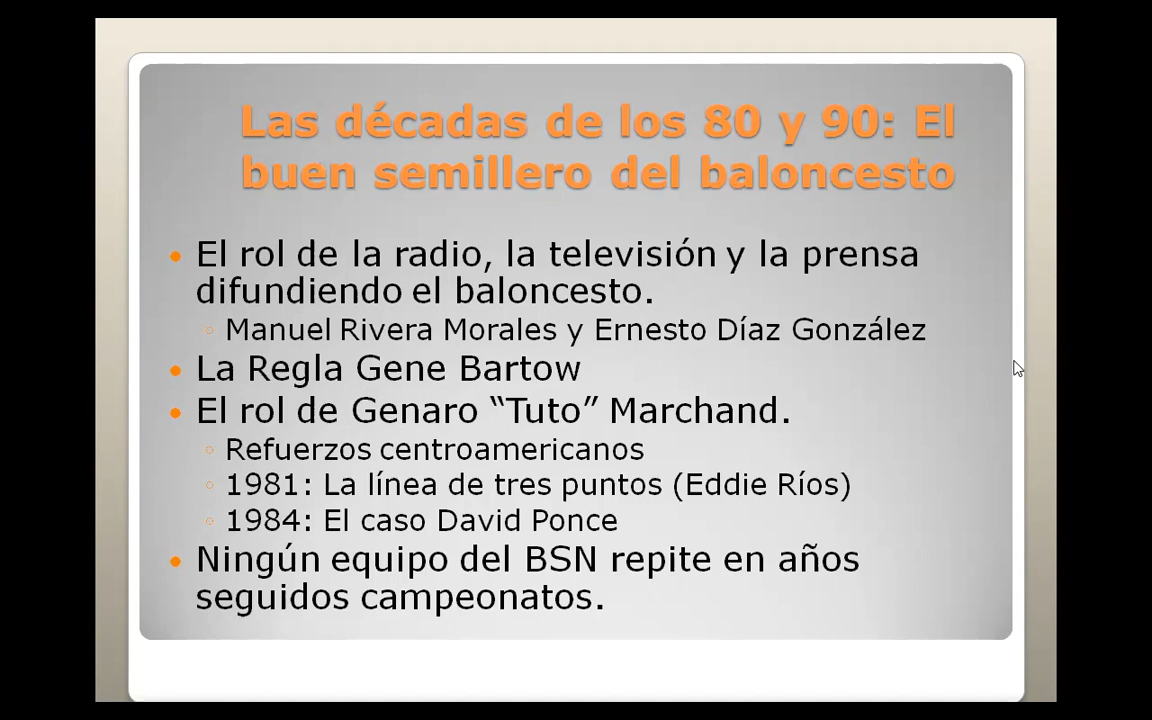 Las décadas de los 80 y 90: El
buen semillero del baloncesto
El rol de la radio, la televisión y la prensa
difundiendo el baloncesto.
Manuel Rivera Morales y Ernesto Díaz González
La Regla Gene Bartow
El rol de Genaro “Tuto” Marchand.
Refuerzos centroamericanos
1981: La línea de tres puntos (Eddie Ríos)
1984: El caso David Ponce
Ningún equipo del BSN repite en años
seguidos campeonatos.